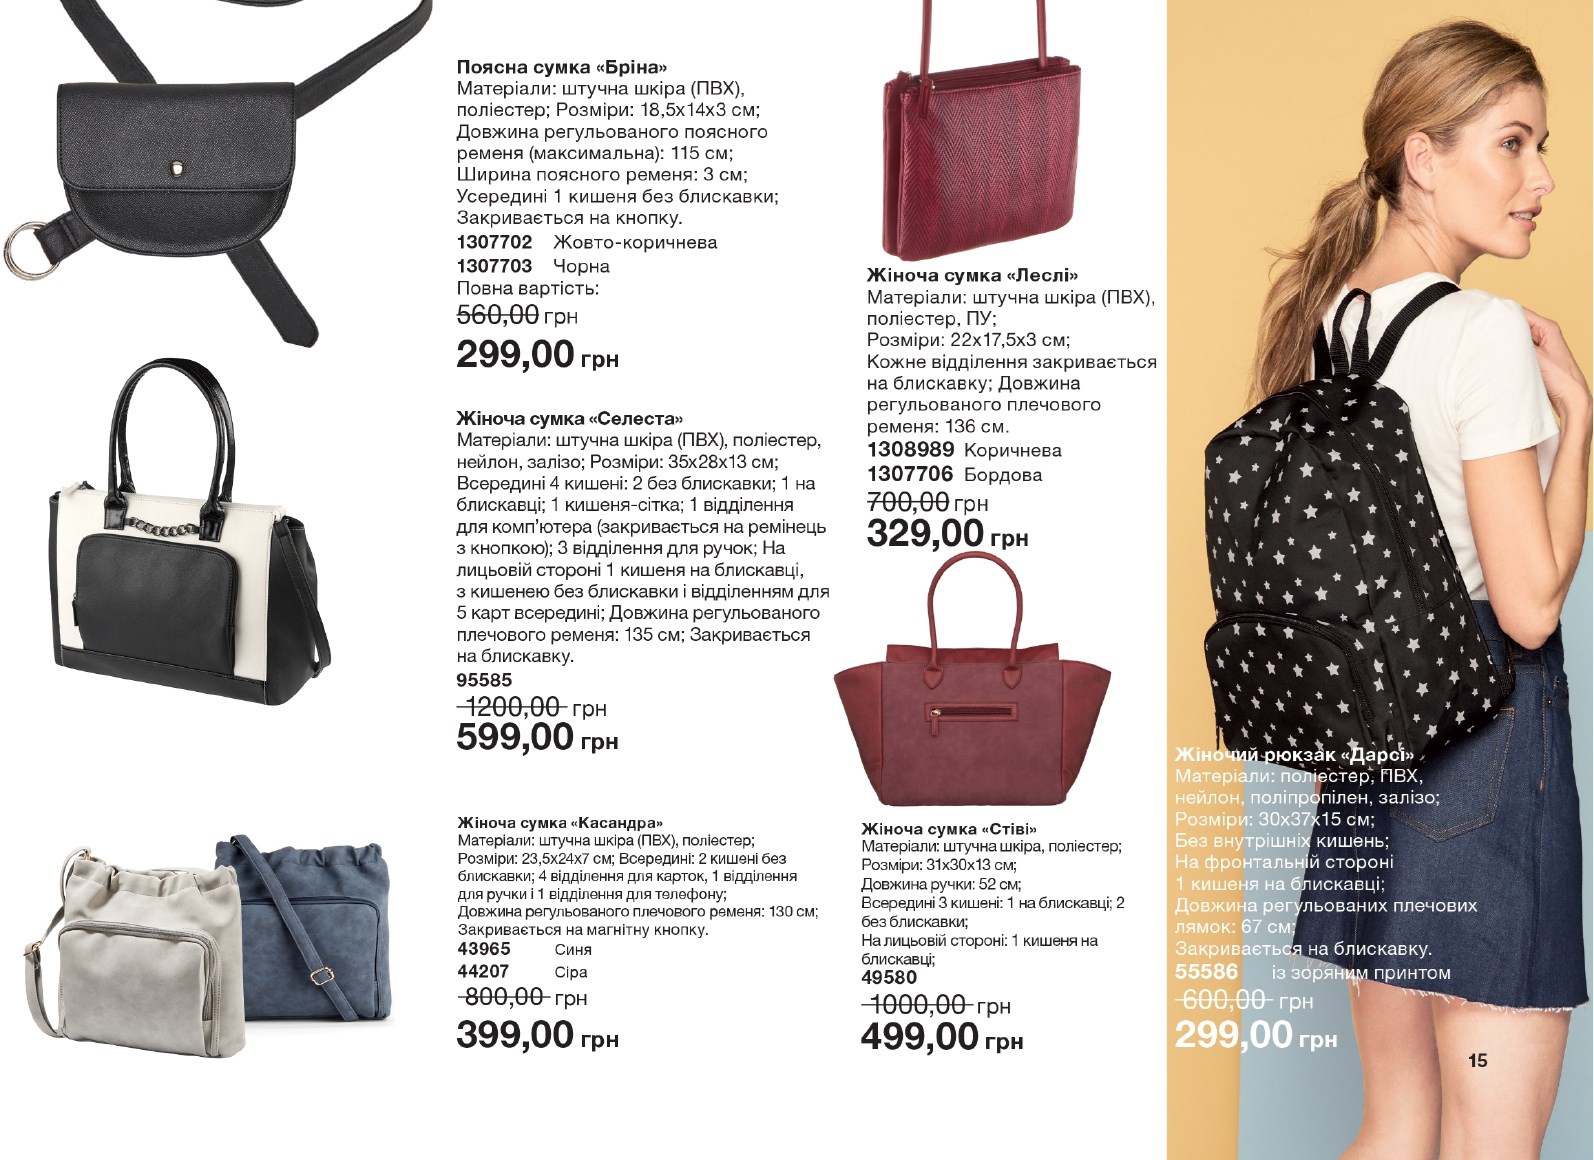 Поясна сумка «Бріна»
Матеріали: штучна шкіра (ПВХ),
поліестер; Розміри: 18,5х14х3 см;
Довжина регульованого поясного
ременя (максимальна): 115 см;
Ширина поясного ременя: 3 см;
Усередині 1 кишеня без блискавки;
Закривається на кнопку.
1307702 Жовто-коричнева
1307703 Чорна
Повна вартість:
560,00 грн
299,00 грн
Жіноча сумка «Селеста»
Матеріали: штучна шкіра (ПВХ), поліестер,
нейлон, залізо; Розміри: 35х28х13 см;
Всередині 4 кишені: 2 без блискавки; 1 на
блискавці; 1 кишеня-сітка; 1 відділення
для комп'ютера (закривається на ремінець
з кнопкою); 3 відділення для ручок; На
лицьовій стороні 1 кишеня на блискавці,
з кишенею без блискавки і відділенням для
5 карт всередині; Довжина регульованого
плечового ременя: 135 см; Закривається
на блискавку.
95585
1200,00 грн
599,00 грн
Жіноча сумка «Касандра»
Матеріали: штучна шкіра (ПВХ), поліестер;
Розміри: 23,5х24х7 см; Всередині: 2 кишені без
блискавки; 4 відділення для карток, 1 відділення
для ручки і 1 відділення для телефону;
Довжина регульованого плечового ременя: 130 см;
Закривається на магнітну кнопку.
43965 Синя
44207 Сіра
800,00 грн
399,00 грн
Жіноча сумка «Леслі»
Матеріали: штучна шкіра (ПВХ),
поліестер, ПУ;
Розміри: 22х17,5х3 см;
Кожне відділення закривається
на блискавку; Довжина
регульованого плечового
ременя: 136 см.
1308989 Коричнева
1307706 Бордова
700,00 грн
329,00 грн
Жіноча сумка «Стіві»
Матеріали: штучна шкіра, поліестер;
Розміри: 31х30х13 см;
Довжина ручки: 52 см;
Всередині 3 кишені: 1 на блискавці; 2
без блискавки;
На лицьовій стороні: 1 кишеня на
блискавці;
49580
1000,00 грн
499,00 грн
Жіночий рюкзак «Дарсі»
Матеріали: поліестер, ПВХ,
нейлон, поліпропілен, залізо;
Розміри: 30х37х15 см;
Без внутрішніх кишень;
На фронтальній стороні
1 кишеня на блискавці;
Довжина регульованих плечових
лямок: 67 см;
Закривається на блискавку.
55586 із зоряним принтом
600,00 грн
299,00 грн
15